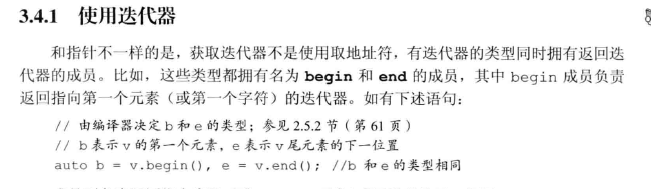 3.4.1 使用迭代器
和指针不一样的是，获取迭代器不是使用取地址符，有迭代器的类型同时拥有返回迭
代器的成员。比如，这些类型都拥有名为 begin 和 end 的成员，其中 begin 成员负责
返回指向第一个元素（或第一个字符）的迭代器。如有下述语句：
// 由编译器决定 b 和 e 的类型；参见 2.5.2 节（第 61 页）
// b 表示 v 的第一个元素，e 表示 v 尾元素的下一位置
auto b = v.begin(), e = v.end(); //b 和 e 的类型相同